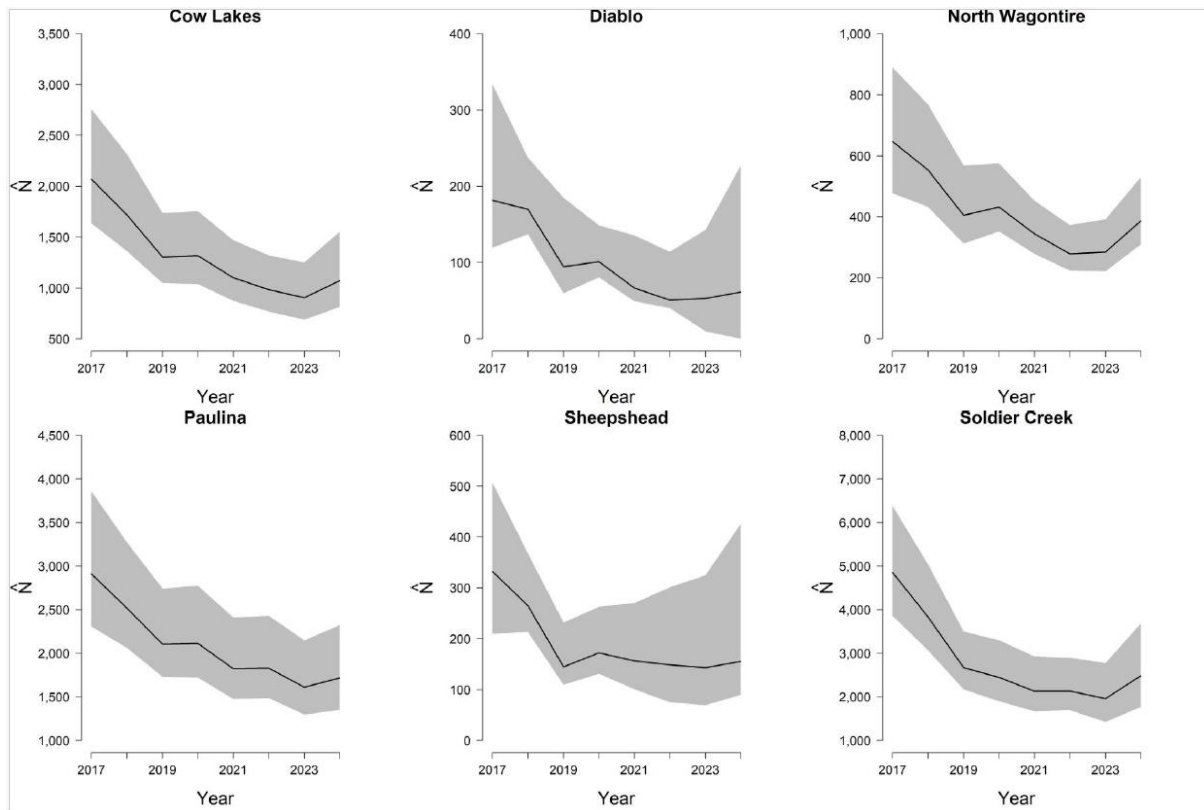 Cow Lakes
3,500
3,000
2,500
2,000
1,500
1,000
500
N̂
2017 2019 2021 2023
Year
Diablo
400
300
200
100
0
N̂
2017 2019 2021 2023
Year
North Wagontire
1,000
800
600
400
200
0
N̂
2017 2019 2021 2023
Year
Paulina
4,500
4,000
3,500
3,000
2,500
2,000
1,500
1,000
N̂
2017 2019 2021 2023
Year
Sheepshead
600
500
400
300
200
100
0
N̂
2017 2019 2021 2023
Year
Soldier Creek
8,000
7,000
6,000
5,000
4,000
3,000
2,000
1,000
N̂
2017 2019 2021 2023
Year